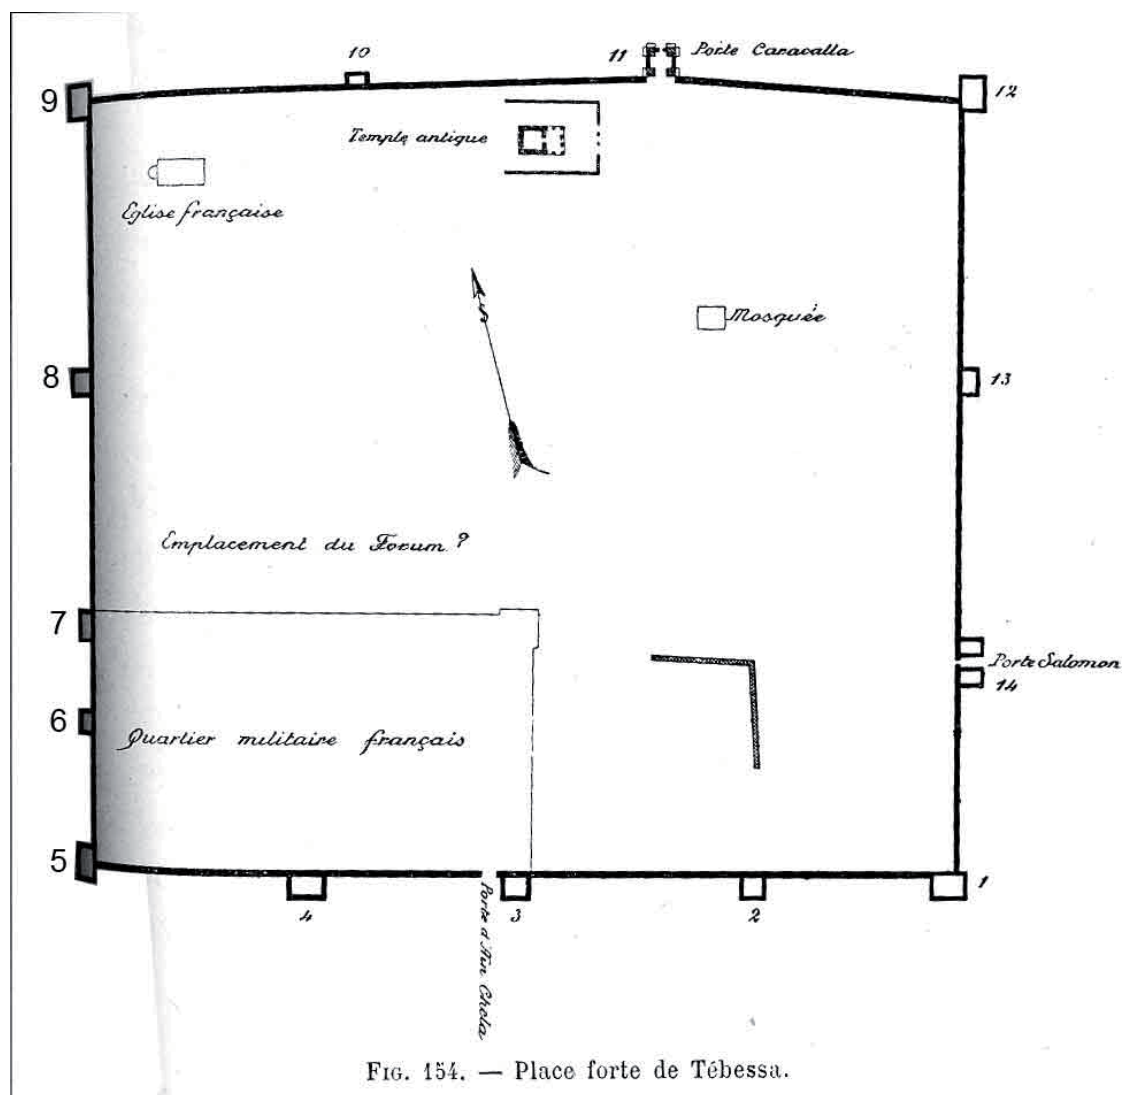 10
11
Porte Caracalla
9
12
Temple antique
Eglise française
Mosquée
8
13
Emplacement du Forum ?
7
Porte Salomon
14
6
Quartier militaire français
5
1
4
3
2
Porte d'Aïn Chela
FIG. 154. — Place forte de Tébessa.